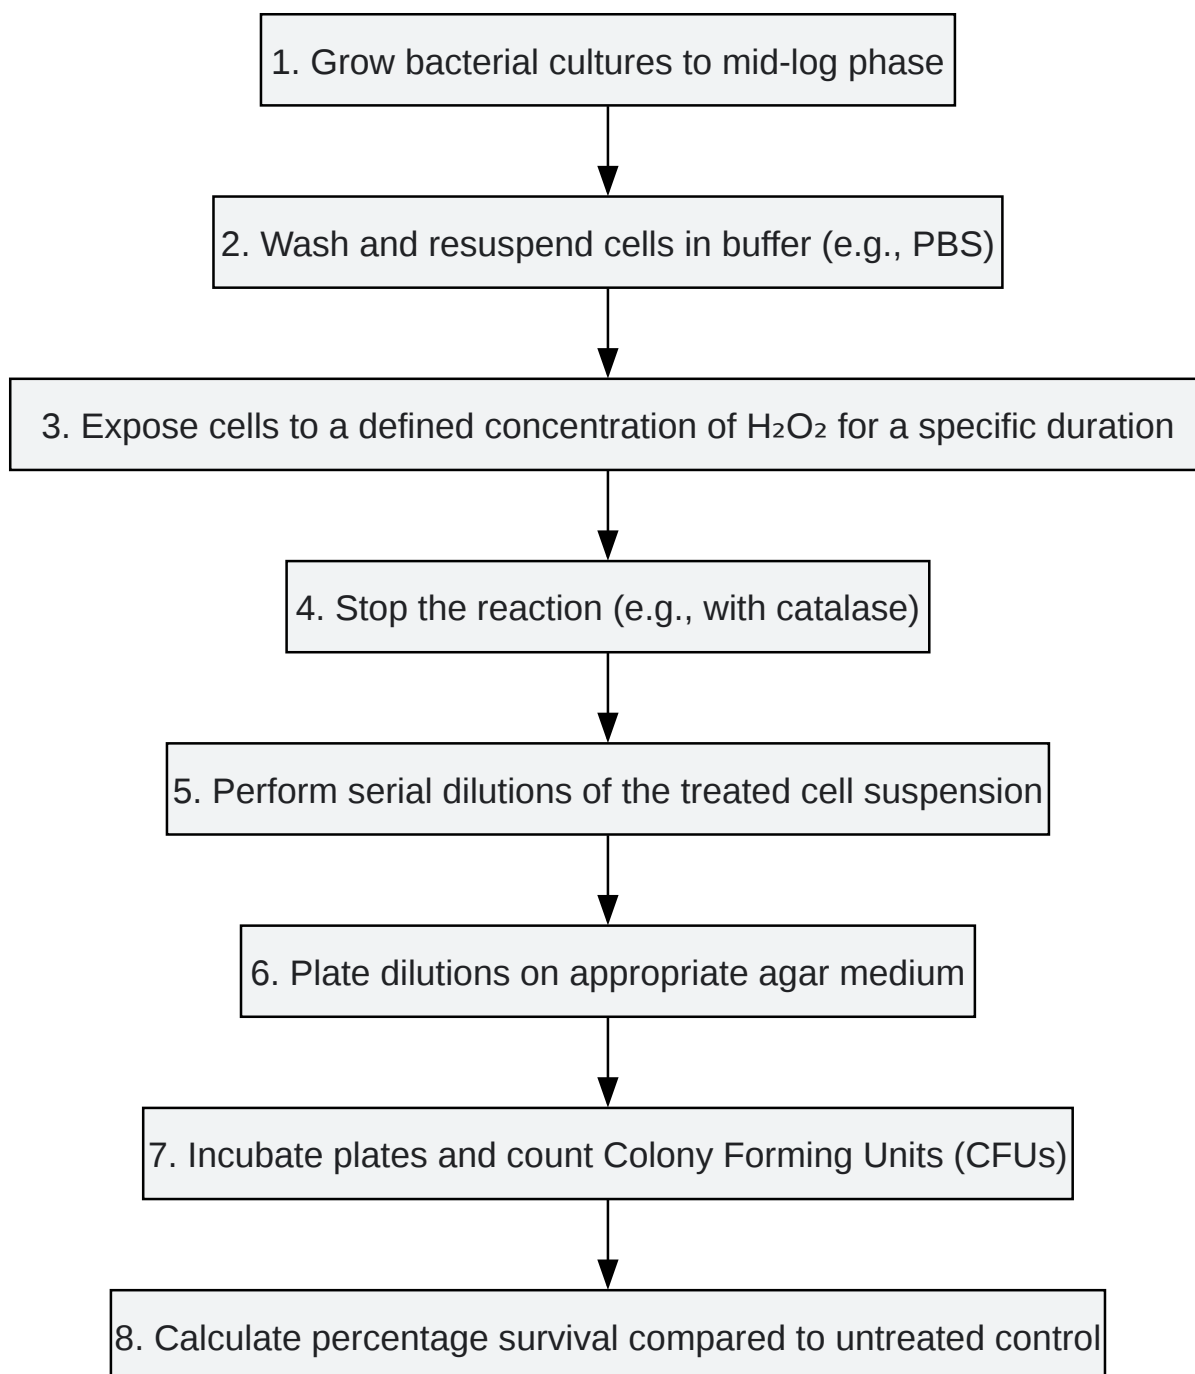 1. Grow bacterial cultures to mid-log phase
2. Wash and resuspend cells in buffer (e.g., PBS)
3. Expose cells to a defined concentration of H₂O₂ for a specific duration
4. Stop the reaction (e.g., with catalase)
5. Perform serial dilutions of the treated cell suspension
6. Plate dilutions on appropriate agar medium
7. Incubate plates and count Colony Forming Units (CFUs)
8. Calculate percentage survival compared to untreated control